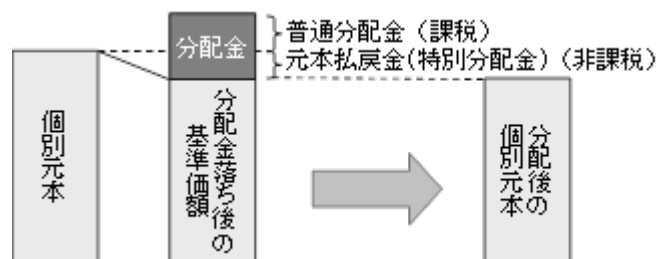 普通分配金（課税）
分配金
元本払戻金(特別分配金)（非課税）
個別元本
分配金落ち後の
基準価額
分配後の
個別元本